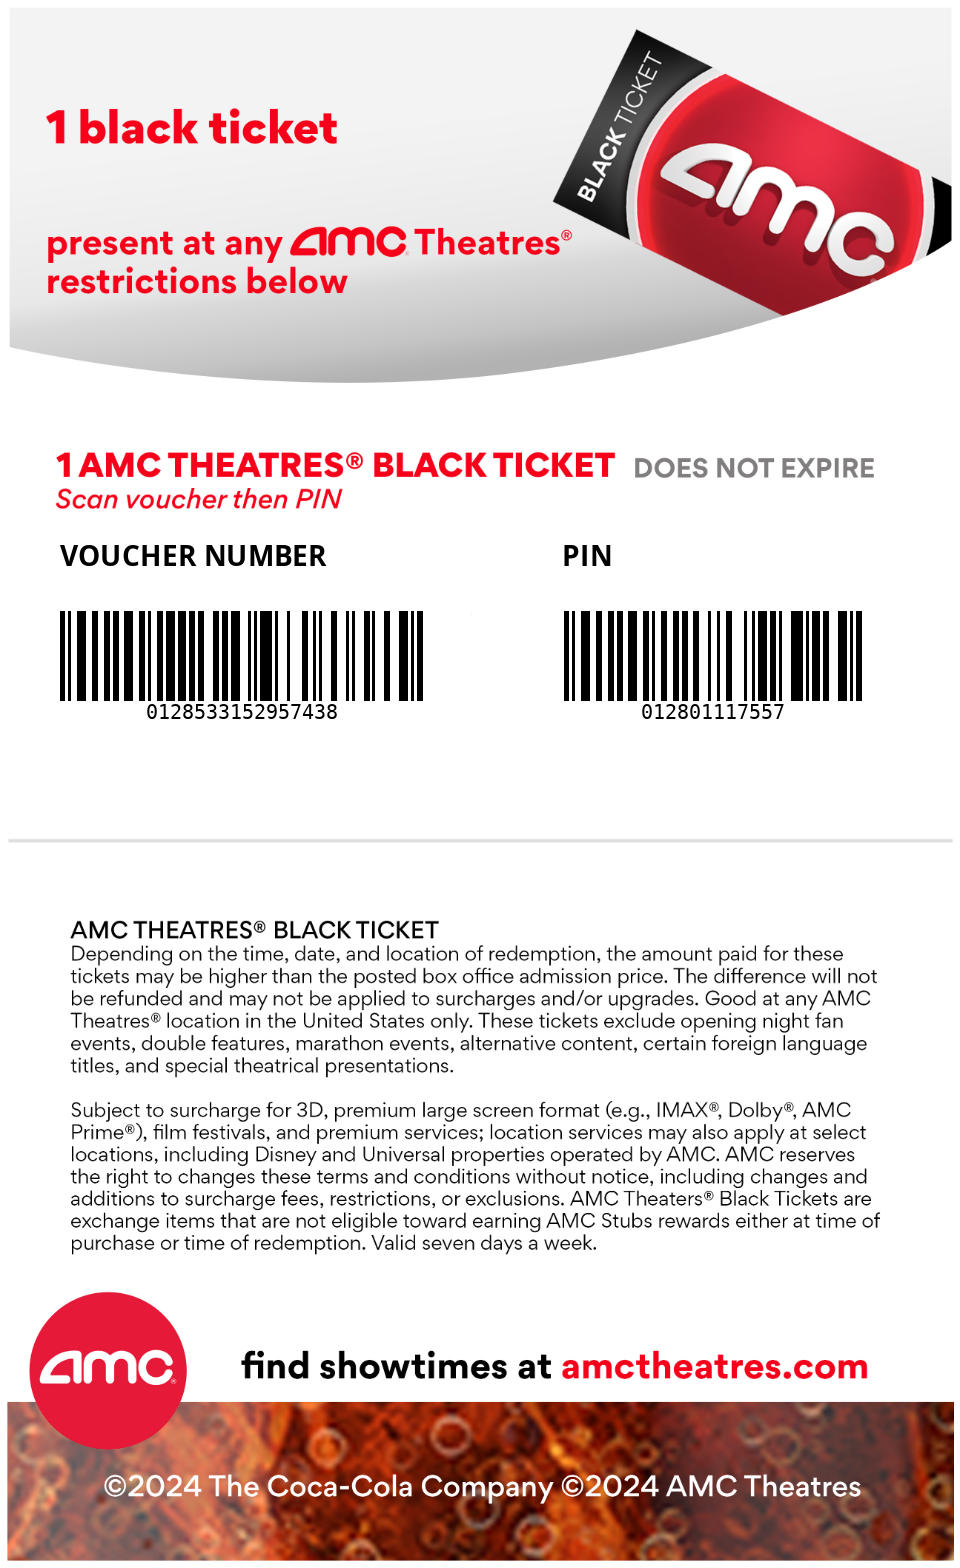 1 black ticket
BLACK TICKET
amc
present at any amc Theatres®
restrictions below
1 AMC THEATRES® BLACK TICKET DOES NOT EXPIRE
Scan voucher then PIN
VOUCHER NUMBER PIN
0128533152957438 012801117557
AMC THEATRES® BLACK TICKET
Depending on the time, date, and location of redemption, the amount paid for these
tickets may be higher than the posted box office admission price. The difference will not
be refunded and may not be applied to surcharges and/or upgrades. Good at any AMC
Theatres® location in the United States only. These tickets exclude opening night fan
events, double features, marathon events, alternative content, certain foreign language
titles, and special theatrical presentations.
Subject to surcharge for 3D, premium large screen format (e.g., IMAX®, Dolby®, AMC
Prime®), film festivals, and premium services; location services may also apply at select
locations, including Disney and Universal properties operated by AMC. AMC reserves
the right to changes these terms and conditions without notice, including changes and
additions to surcharge fees, restrictions, or exclusions. AMC Theaters® Black Tickets are
exchange items that are not eligible toward earning AMC Stubs rewards either at time of
purchase or time of redemption. Valid seven days a week.
amc®
find showtimes at amctheatres.com
©2024 The Coca-Cola Company ©2024 AMC Theatres